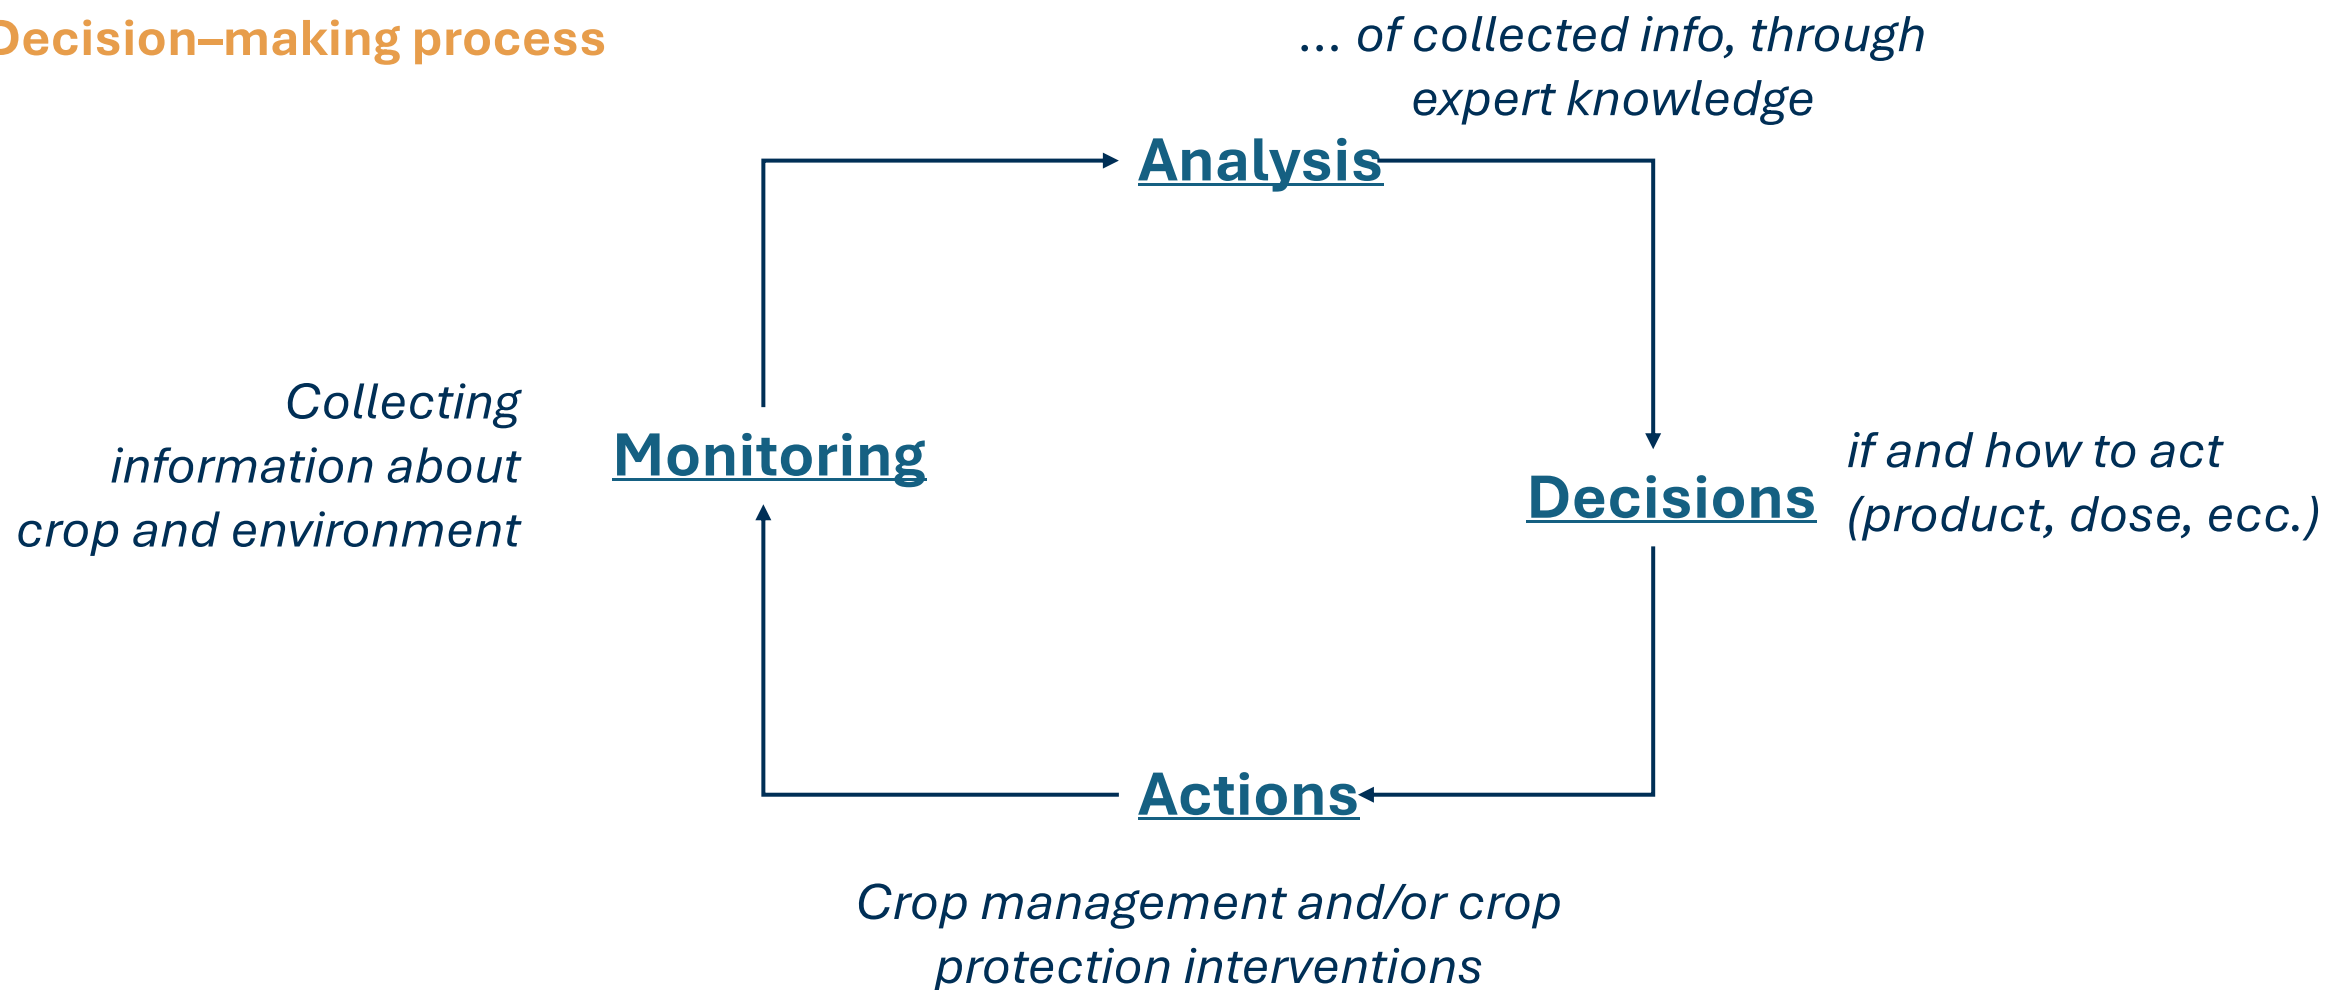 Decision–making process
... of collected info, through
expert knowledge
Analysis
Collecting
information about
crop and environment
Monitoring
Decisions
if and how to act
(product, dose, ecc.)
Actions
Crop management and/or crop
protection interventions